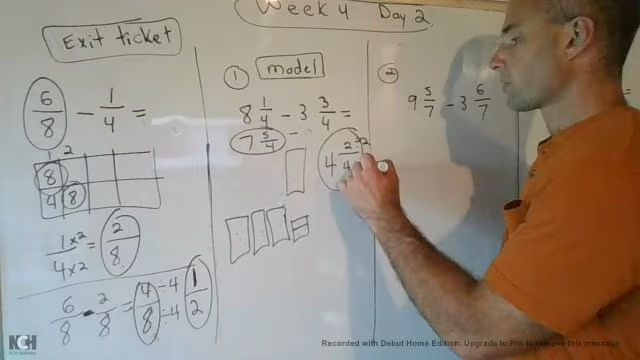 Week 4 Day 2
Exit ticket
6/8 - 1/4 =
2
8
4 8
1x2/4x2 = 2/8
6/8 - 2/8 = 4/8 ÷4/÷4 1/2
1 model
8 1/4 - 3 3/4 =
7 5/4
4 2/4 ÷2
2
9 5/7 - 3 6/7
NCH
NCH Software
Recorded with Debut Home Edition. Upgrade to Pro to remove this message